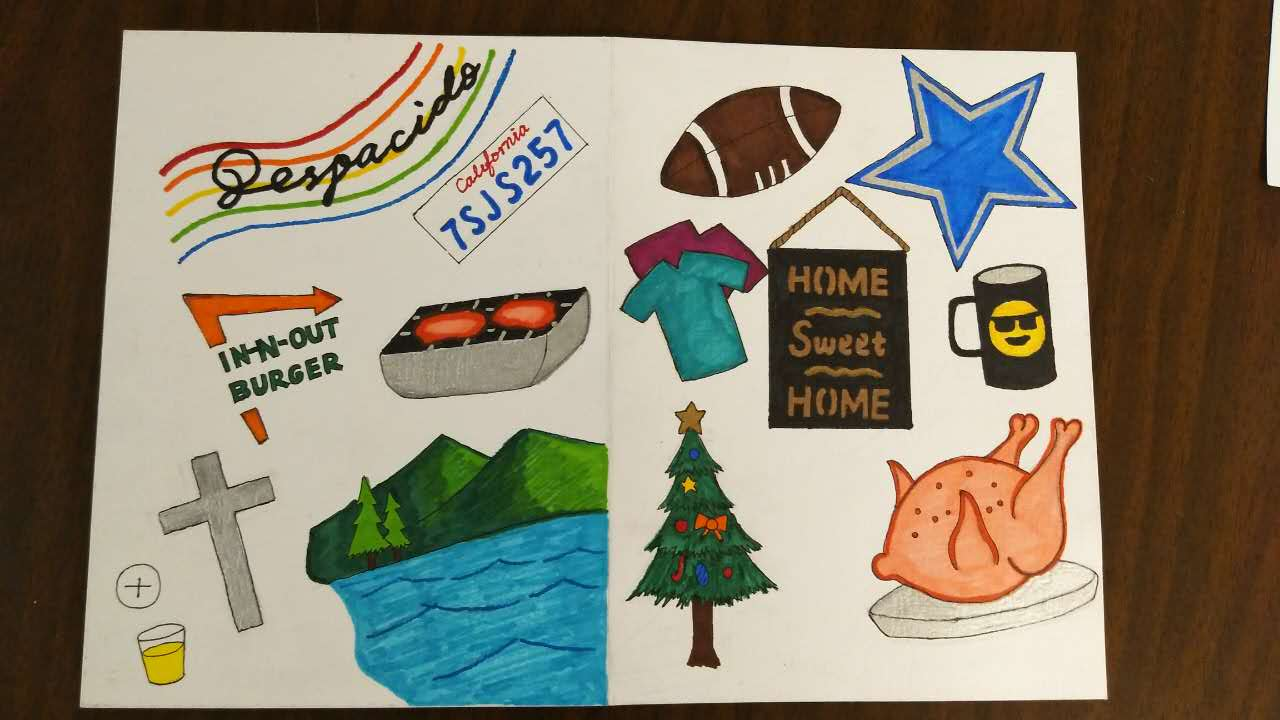 Despacido
California
7SJS257
IN-N-OUT
BURGER
HOME
Sweet
HOME